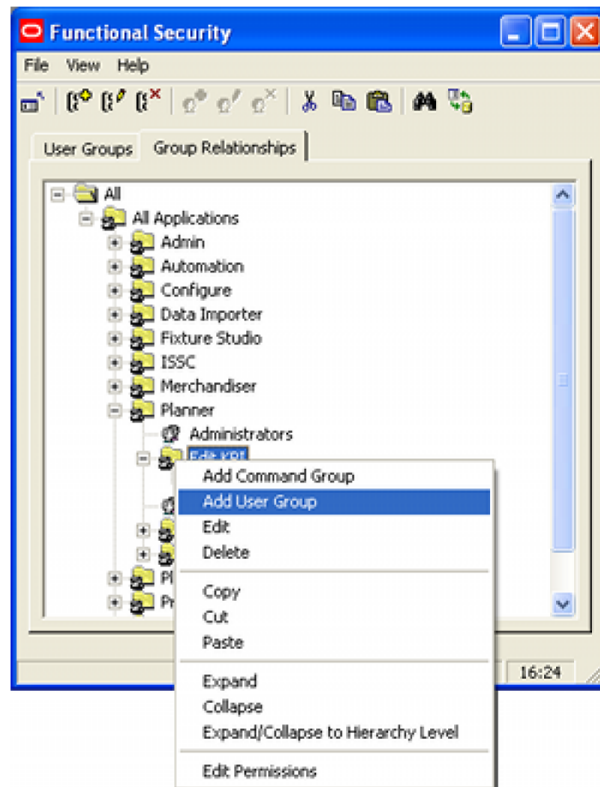 Functional Security
File View Help
User Groups Group Relationships
All
All Applications
Admin
Automation
Configure
Data Importer
Fixture Studio
ISSC
Merchandiser
Planner
Administrators
Edit KPI
Add Command Group
Add User Group
Edit
Delete
Pl
Copy
Pr
Cut
Paste
16:24
Expand
Collapse
Expand/Collapse to Hierarchy Level
Edit Permissions